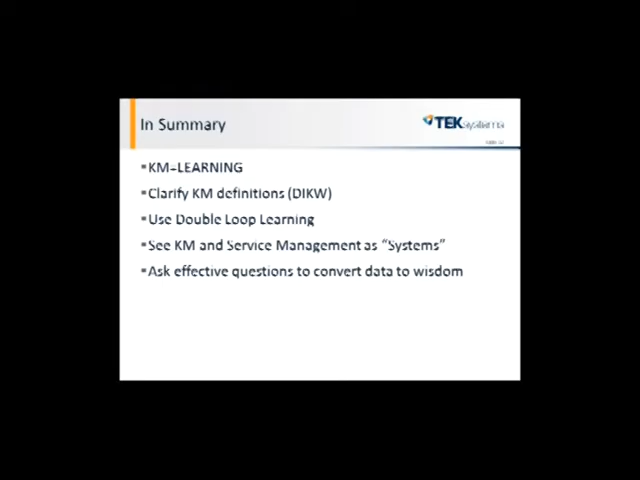 In Summary
TEKsystems
KM=LEARNING
Clarify KM definitions (DIKW)
Use Double Loop Learning
See KM and Service Management as "Systems"
Ask effective questions to convert data to wisdom